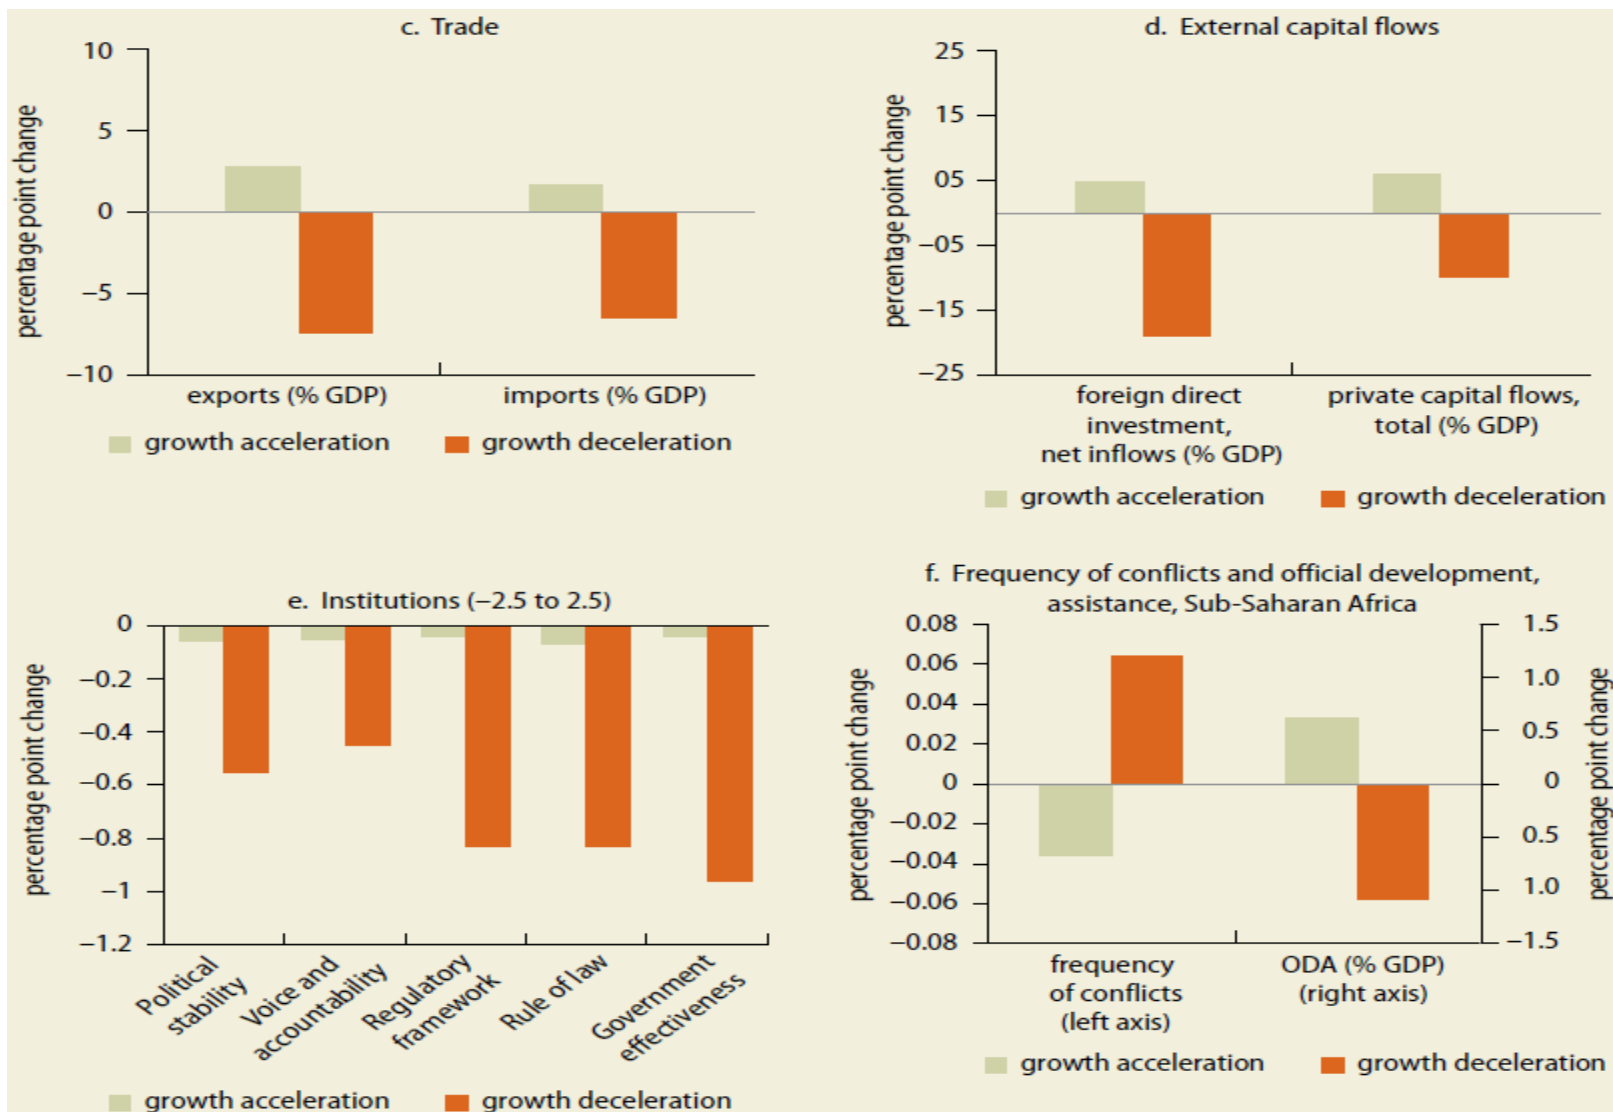 c. Trade
percentage point change
10
5
0
−5
−10
exports (% GDP)
imports (% GDP)
growth acceleration
growth deceleration
d. External capital flows
percentage point change
25
15
05
−05
−15
−25
foreign direct
investment,
net inflows (% GDP)
private capital flows,
total (% GDP)
growth acceleration
growth deceleration
e. Institutions (−2.5 to 2.5)
percentage point change
0
−0.2
−0.4
−0.6
−0.8
−1
−1.2
Political
stability
Voice and
accountability
Regulatory
framework
Rule of law
Government
effectiveness
growth acceleration
growth deceleration
f. Frequency of conflicts and official development,
assistance, Sub-Saharan Africa
percentage point change
0.08
0.06
0.04
0.02
0
−0.02
−0.04
−0.06
−0.08
1.5
1.0
0.5
0
0.5
1.0
−1.5
percentage point change
frequency
of conflicts
(left axis)
ODA (% GDP)
(right axis)
growth acceleration
growth deceleration